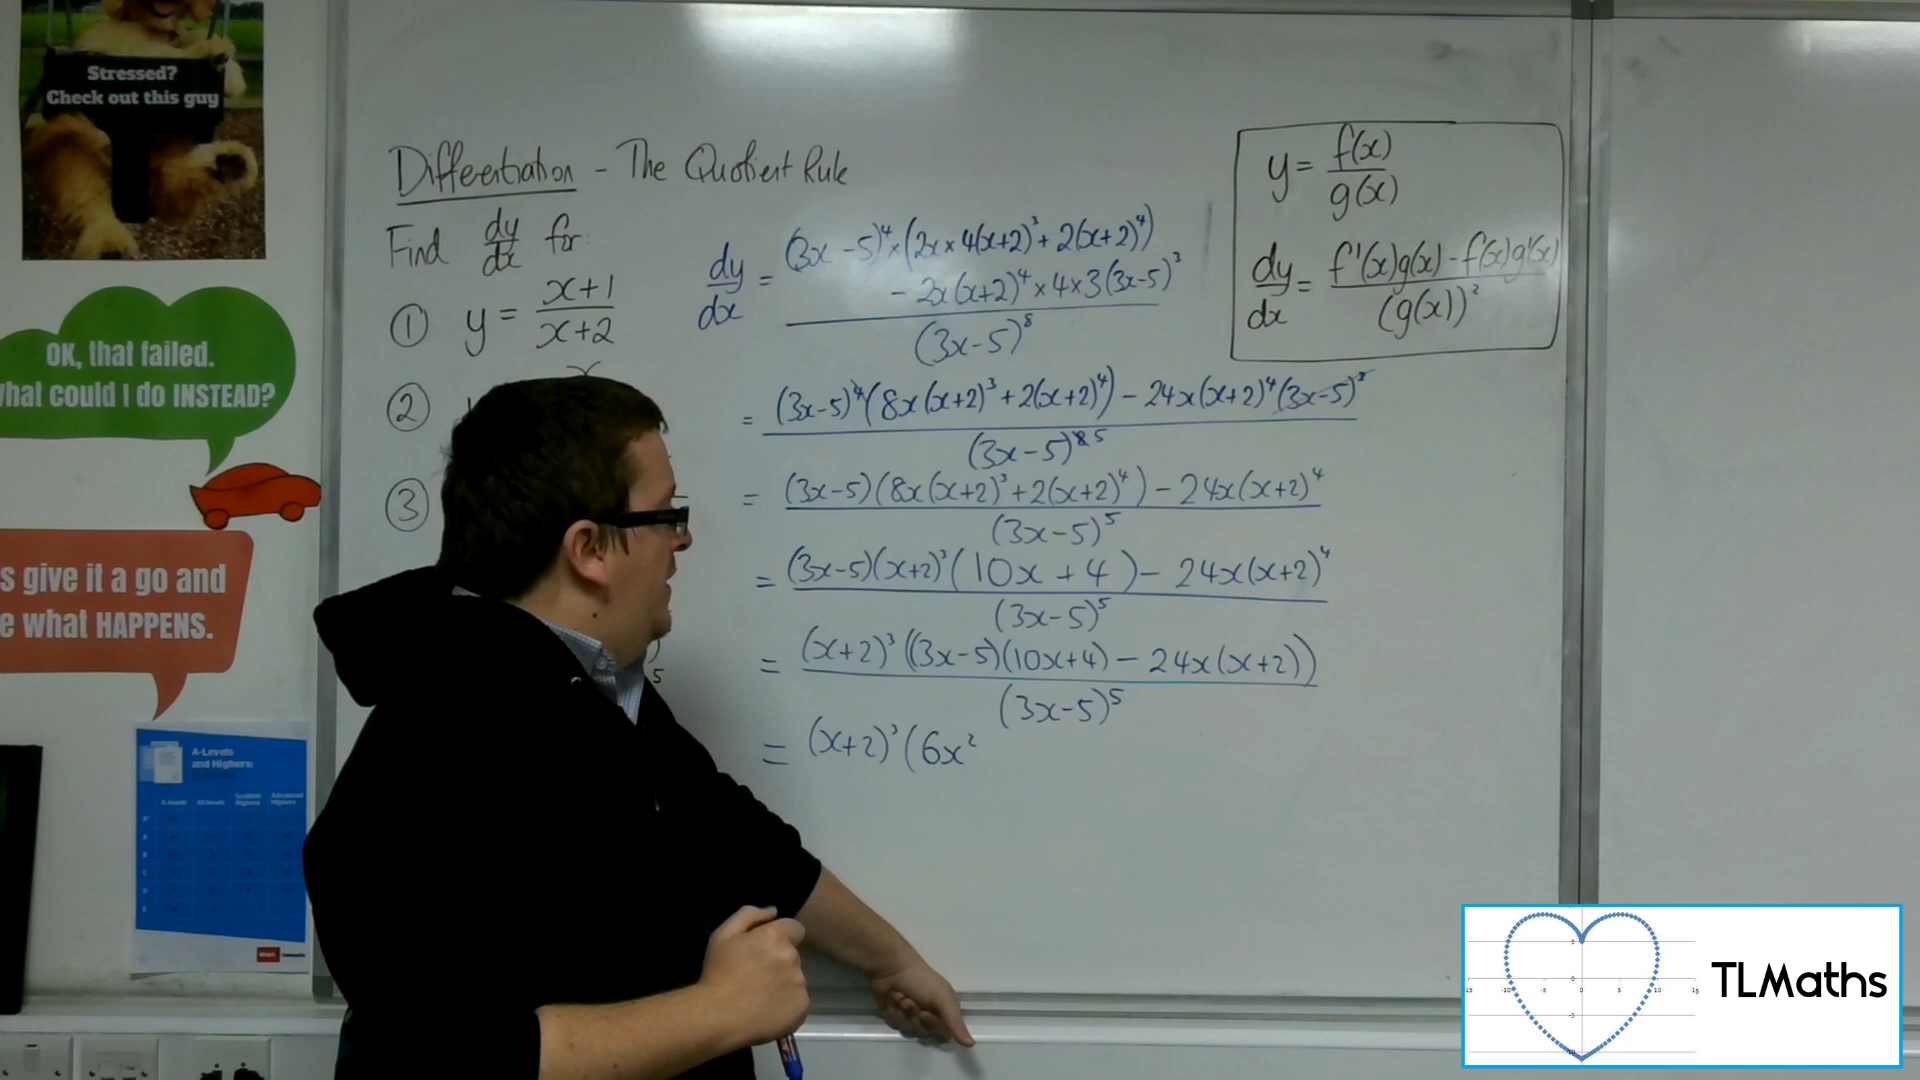 Stressed?
Check out this guy
OK, that failed.
What could I do INSTEAD?
s give it a go and
e what HAPPENS.
A-Levels
and Highers:
Differentiation - The Quotient Rule
Find dy/dx for
① y = (x+1)/(x+2)
②
③
5
dy/dx = ((3x-5)⁴×(2x×4(x+2)³+2(x+2)⁴) - 2x(x+2)⁴×4×3(3x-5)³)/(3x-5)⁸
= ((3x-5)⁴(8x(x+2)³+2(x+2)⁴) - 24x(x+2)⁴(3x-5)³)/(3x-5)⁸ ⁵
= ((3x-5)(8x(x+2)³+2(x+2)⁴) - 24x(x+2)⁴)/(3x-5)⁵
= ((3x-5)(x+2)³(10x+4) - 24x(x+2)⁴)/(3x-5)⁵
= (x+2)³((3x-5)(10x+4) - 24x(x+2))/(3x-5)⁵
= (x+2)³(6x²
y = f(x)/g(x)
dy/dx = (f'(x)g(x) - f(x)g'(x))/(g(x))²
TLMaths